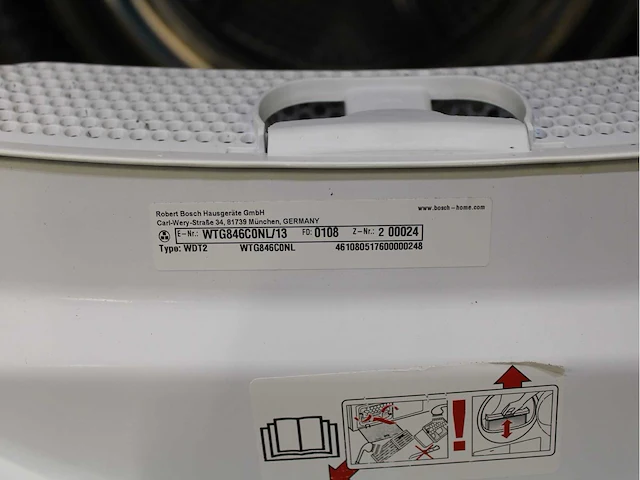 Robert Bosch Hausgeräte GmbH
www.bosch-home.com
Carl-Wery-Straße 34, 81739 München, GERMANY
E-Nr.: WTG846C0NL/13 FD: 0108 Z-Nr.: 2 00024
Type: WDT2 WTG846C0NL 461080517600000248
!